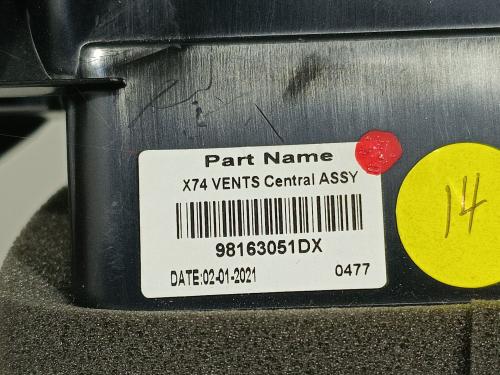 Part Name
X74 VENTS Central ASSY
98163051DX
DATE:02-01-2021 0477
14